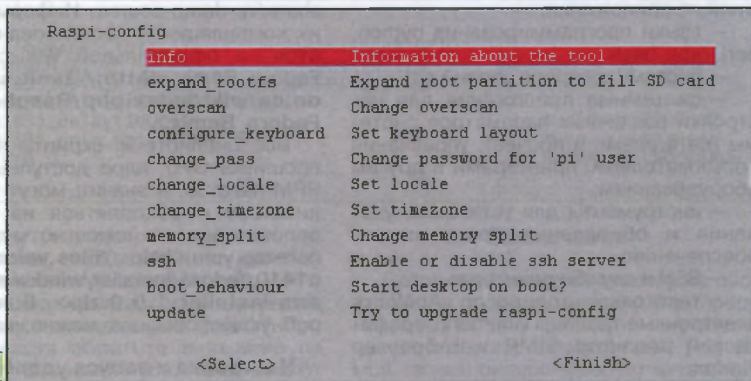 Raspi-config
info Information about the tool
expand_rootfs Expand root partition to fill SD card
overscan Change overscan
configure_keyboard Set keyboard layout
change_pass Change password for 'pi' user
change_locale Set locale
change_timezone Set timezone
memory_split Change memory split
ssh Enable or disable ssh server
boot_behaviour Start desktop on boot?
update Try to upgrade raspi-config
<Select> <Finish>